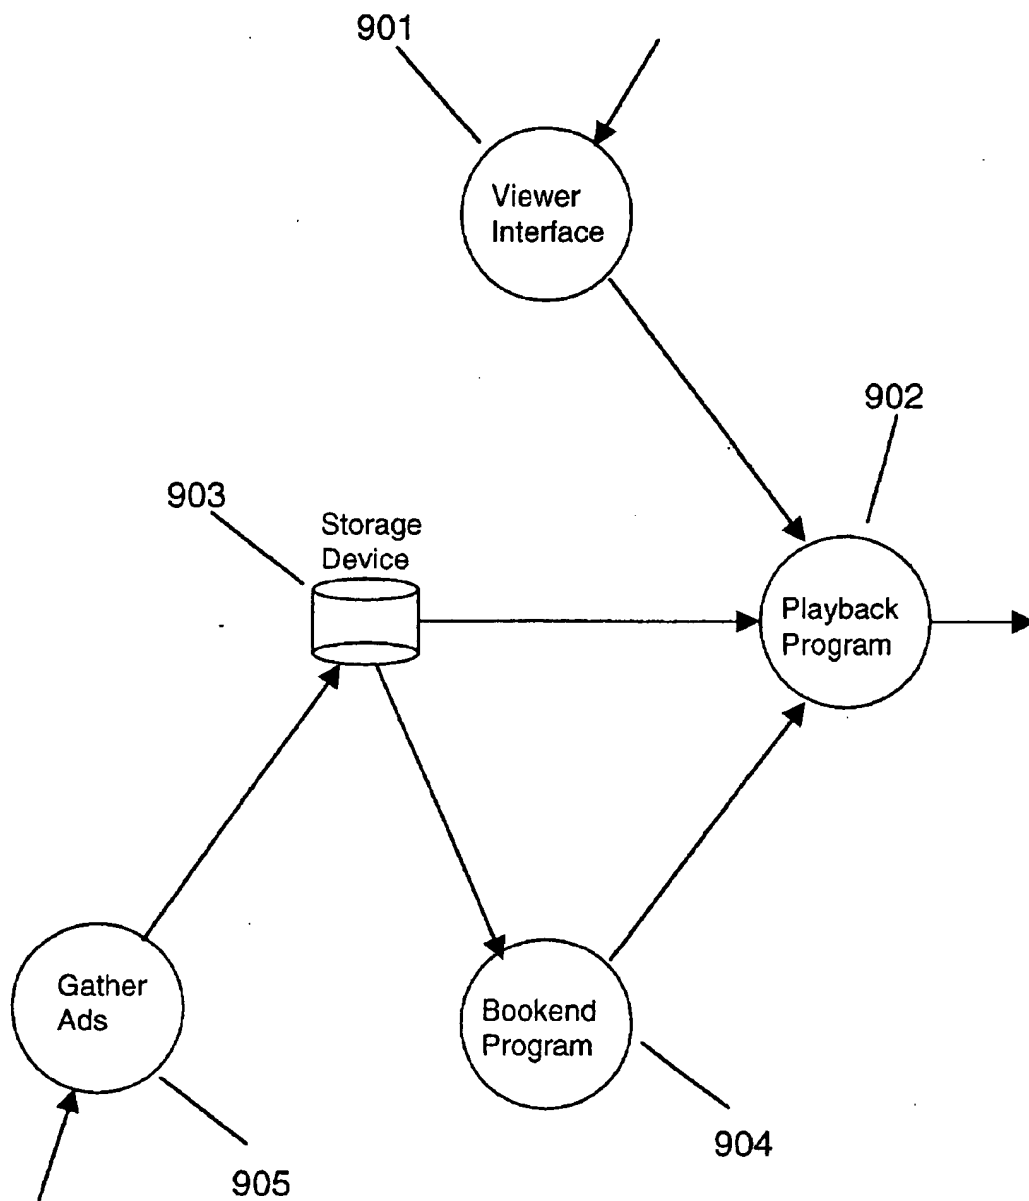 901
Viewer
Interface
902
903
Storage
Device
Playback
Program
Gather
Ads
Bookend
Program
904
905